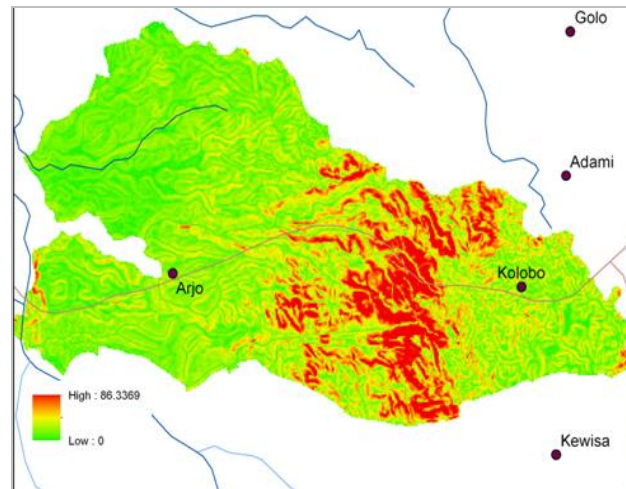 Golo
Adami
Kolobo
Arjo
High : 86.3369
Low : 0
Kewisa